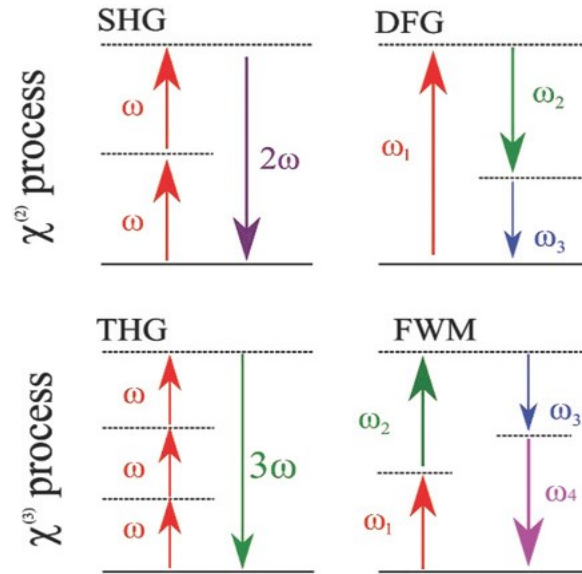 SHG
DFG
χ(2) process
ω
ω
2ω
ω1
ω2
ω3
THG
FWM
χ(3) process
ω
ω
ω
3ω
ω2
ω1
ω3
ω4